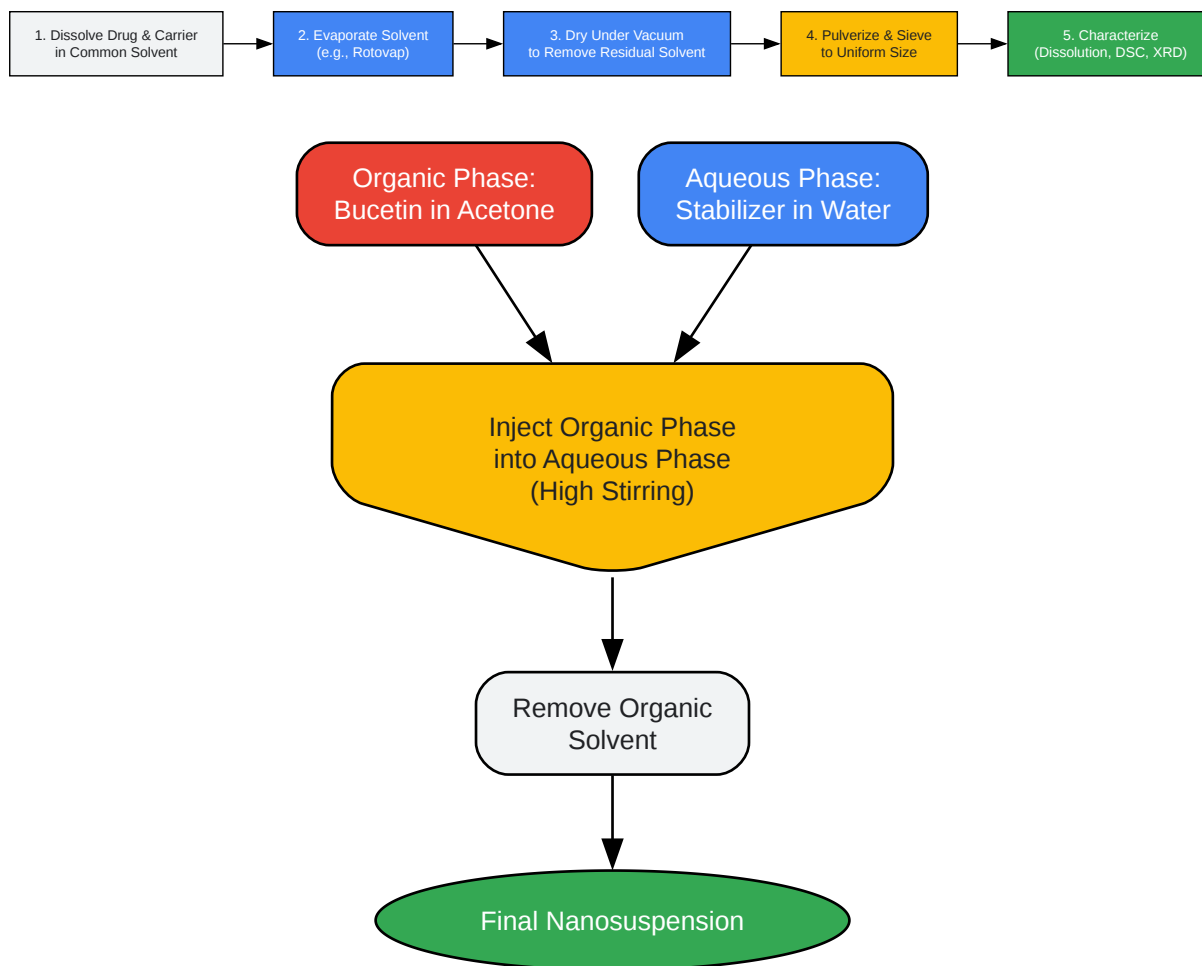 1. Dissolve Drug & Carrier
in Common Solvent
2. Evaporate Solvent
(e.g., Rotovap)
3. Dry Under Vacuum
to Remove Residual Solvent
4. Pulverize & Sieve
to Uniform Size
5. Characterize
(Dissolution, DSC, XRD)
Organic Phase:
Bucetin in Acetone
Aqueous Phase:
Stabilizer in Water
Inject Organic Phase
into Aqueous Phase
(High Stirring)
Remove Organic
Solvent
Final Nanosuspension